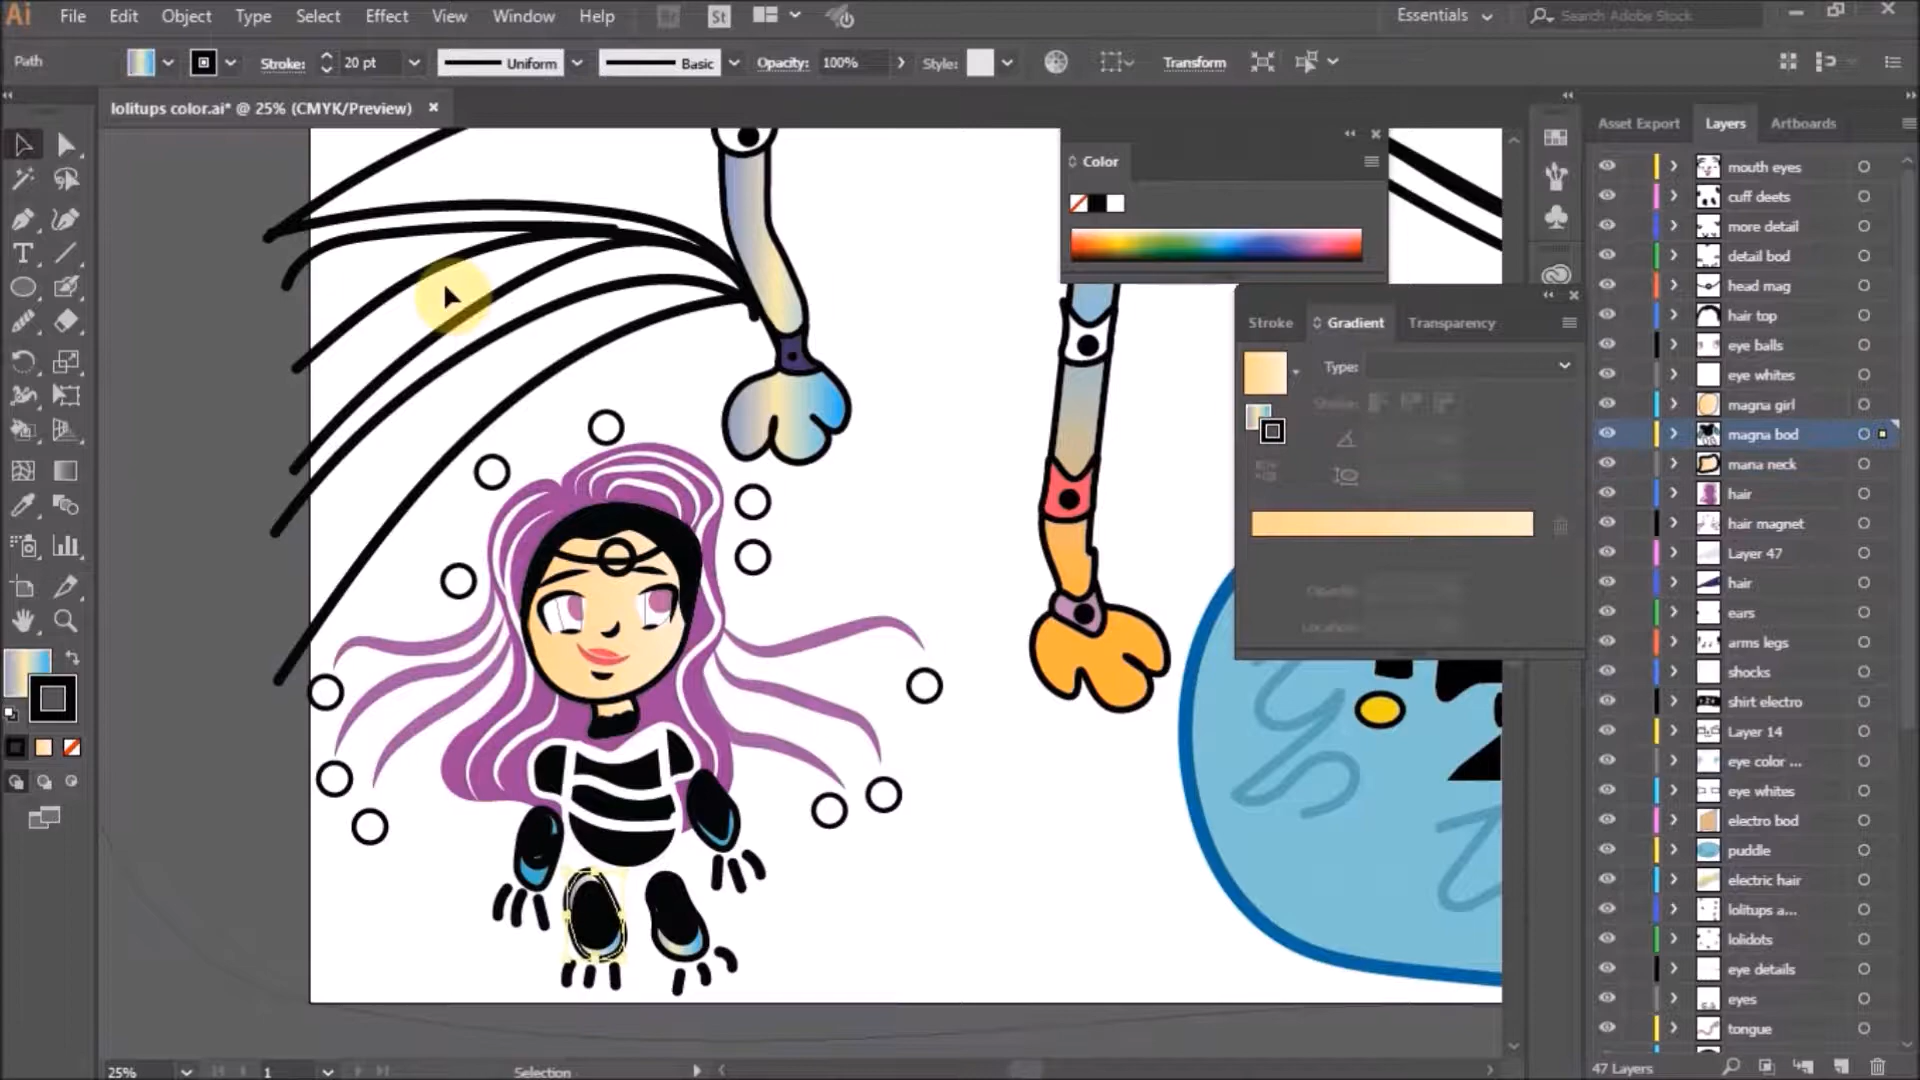 Ai File Edit Object Type Select Effect View Window Help Br St Essentials Search Adobe Stock
Path Stroke: 20 pt Uniform Basic Opacity: 100% Style: Transform
lolitups color.ai* @ 25% (CMYK/Preview)
Asset Export Layers Artboards
Color
Stroke Gradient Transparency
Type:
Stroke:
Opacity:
Location:
mouth eyes
cuff deets
more detail
detail bod
head mag
hair top
eye balls
eye whites
magna girl
magna bod
mana neck
hair
hair magnet
Layer 47
hair
ears
arms legs
shocks
shirt electro
Layer 14
eye color ...
eye whites
electro bod
puddle
electric hair
lolitups a...
lolidots
eye details
eyes
tongue
47 Layers
25% 1 Selection